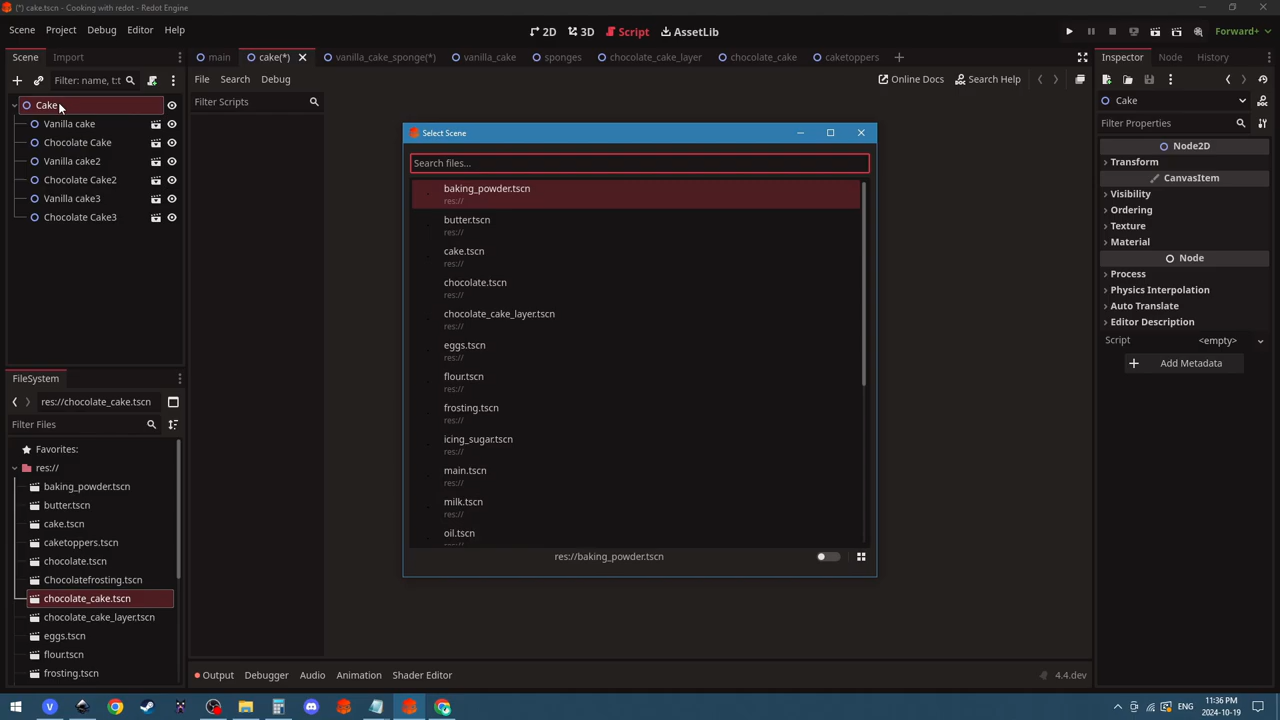 (*) cake.tscn - Cooking with redot - Redot Engine
Scene Project Debug Editor Help
2D 3D Script AssetLib
Forward+
Scene Import
main cake(*) vanilla_cake_sponge(*) vanilla_cake sponges chocolate_cake_layer chocolate_cake caketoppers
Inspector Node History
Filter: name, t:t
File Search Debug
Online Docs Search Help
Filter Scripts
Cake
Vanilla cake
Chocolate Cake
Vanilla cake2
Chocolate Cake2
Vanilla cake3
Chocolate Cake3
Select Scene
Search files...
baking_powder.tscn
res://
butter.tscn
res://
cake.tscn
res://
chocolate.tscn
res://
chocolate_cake_layer.tscn
res://
eggs.tscn
res://
flour.tscn
res://
frosting.tscn
res://
icing_sugar.tscn
res://
main.tscn
res://
milk.tscn
res://
oil.tscn
res://baking_powder.tscn
Cake
Filter Properties
Node2D
Transform
CanvasItem
Visibility
Ordering
Texture
Material
Node
Process
Physics Interpolation
Auto Translate
Editor Description
Script <empty>
Add Metadata
FileSystem
res://chocolate_cake.tscn
Filter Files
Favorites:
res://
baking_powder.tscn
butter.tscn
cake.tscn
caketoppers.tscn
chocolate.tscn
Chocolatefrosting.tscn
chocolate_cake.tscn
chocolate_cake_layer.tscn
eggs.tscn
flour.tscn
frosting.tscn
Output Debugger Audio Animation Shader Editor
4.4.dev
ENG
11:36 PM
2024-10-19